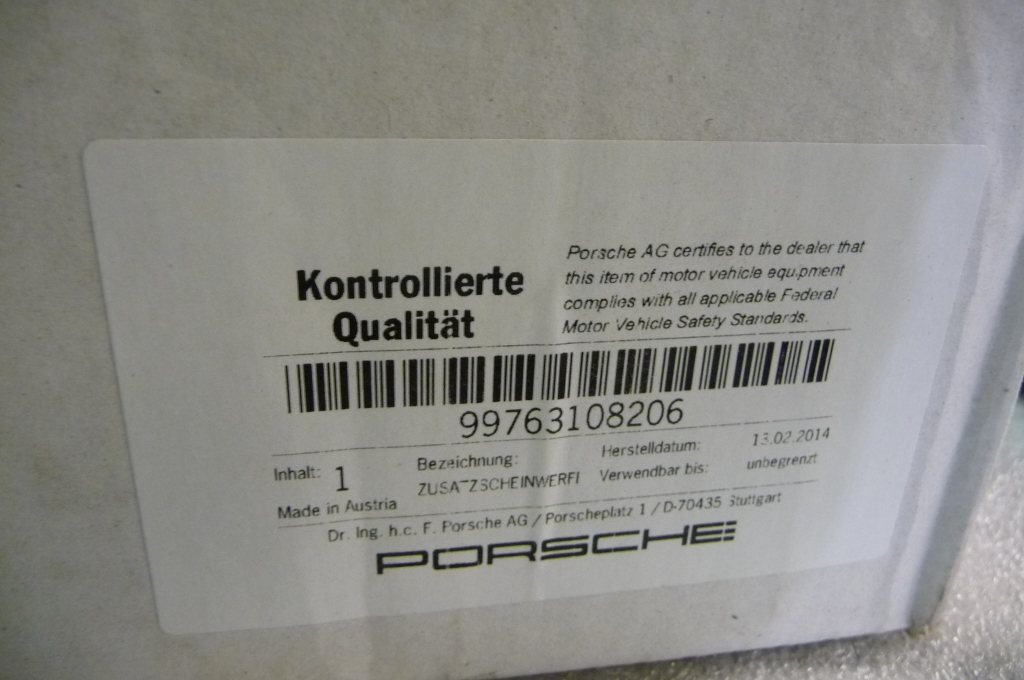 Kontrollierte
Qualität
Porsche AG certifies to the dealer that
this item of motor vehicle equipment
complies with all applicable Federal
Motor Vehicle Safety Standards.
99763108206
Inhalt: 1
Bezeichnung:
ZUSATZSCHEINWERFI
Herstelldatum: 13.02.2014
Verwendbar bis: unbegrenzt
Made in Austria
Dr. Ing. h.c. F. Porsche AG / Porscheplatz 1 / D-70435 Stuttgart
PORSCHE